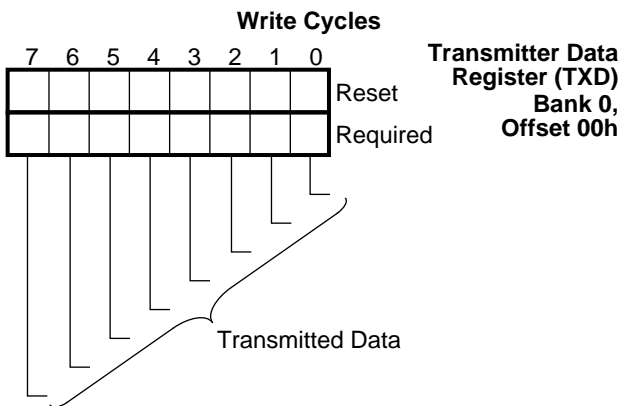 Write Cycles
7 6 5 4 3 2 1 0
Reset
Required
Transmitter Data
Register (TXD)
Bank 0,
Offset 00h
Transmitted Data